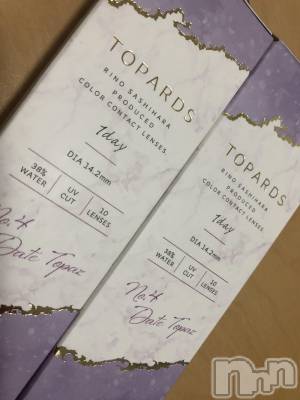 TOPARDS
RINO SASHIHARA
PRODUCED
COLOR CONTACT LENSES
1day
DIA 14.2mm
38%
WATER
UV
CUT
10
LENSES
No.4
Date Topaz
TOPARDS
RINO SASHIHARA
PRODUCED
COLOR CONTACT LENSES
1day
DIA 14.2mm
38%
WATER
UV
CUT
10
LENSES
No.4
Date Topaz